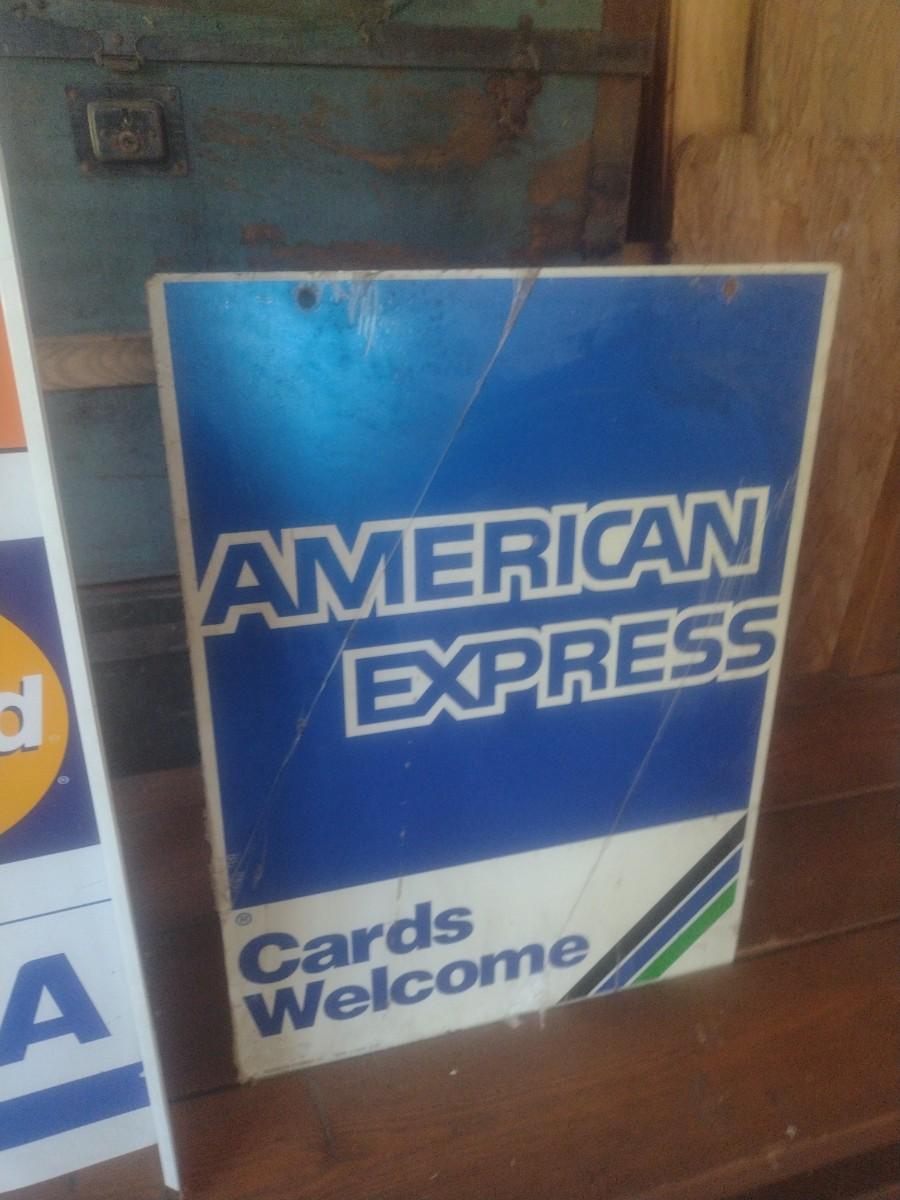 AMERICAN
EXPRESS
®
Cards
Welcome
d
®
A